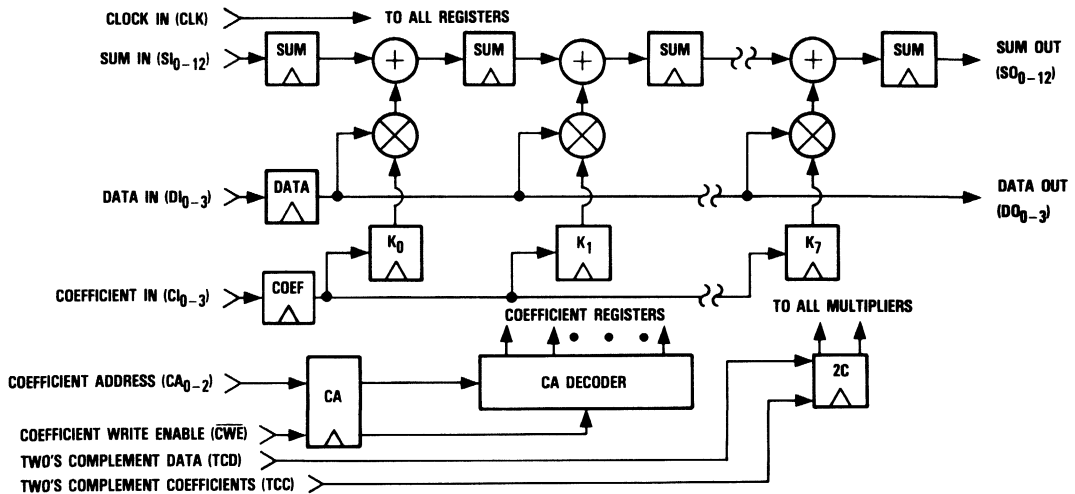 CLOCK IN (CLK) TO ALL REGISTERS
SUM IN (SI0–12) SUM SUM SUM SUM SUM OUT
(SO0–12)
DATA IN (DI0–3) DATA DATA OUT
(DO0–3)
K0 K1 K7
COEFFICIENT IN (CI0–3) COEF
COEFFICIENT REGISTERS TO ALL MULTIPLIERS
COEFFICIENT ADDRESS (CA0–2) CA CA DECODER 2C
COEFFICIENT WRITE ENABLE (C̅W̅E̅)
TWO'S COMPLEMENT DATA (TCD)
TWO'S COMPLEMENT COEFFICIENTS (TCC)